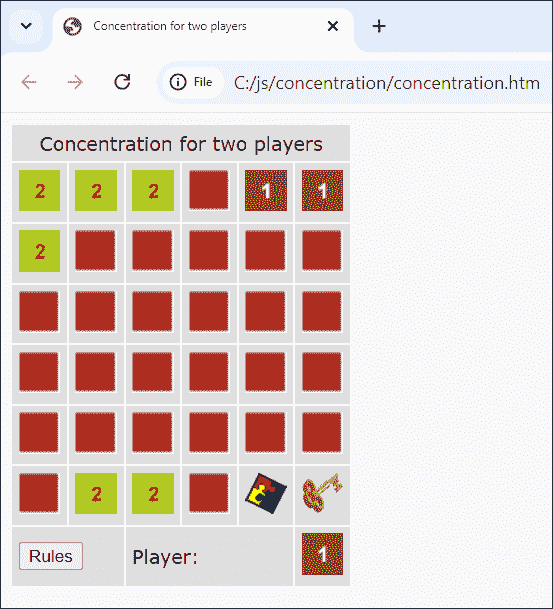 Concentration for two players
File C:/js/concentration/concentration.htm
Concentration for two players
2 2 2 1 1
2
2 2
Rules Player: 1